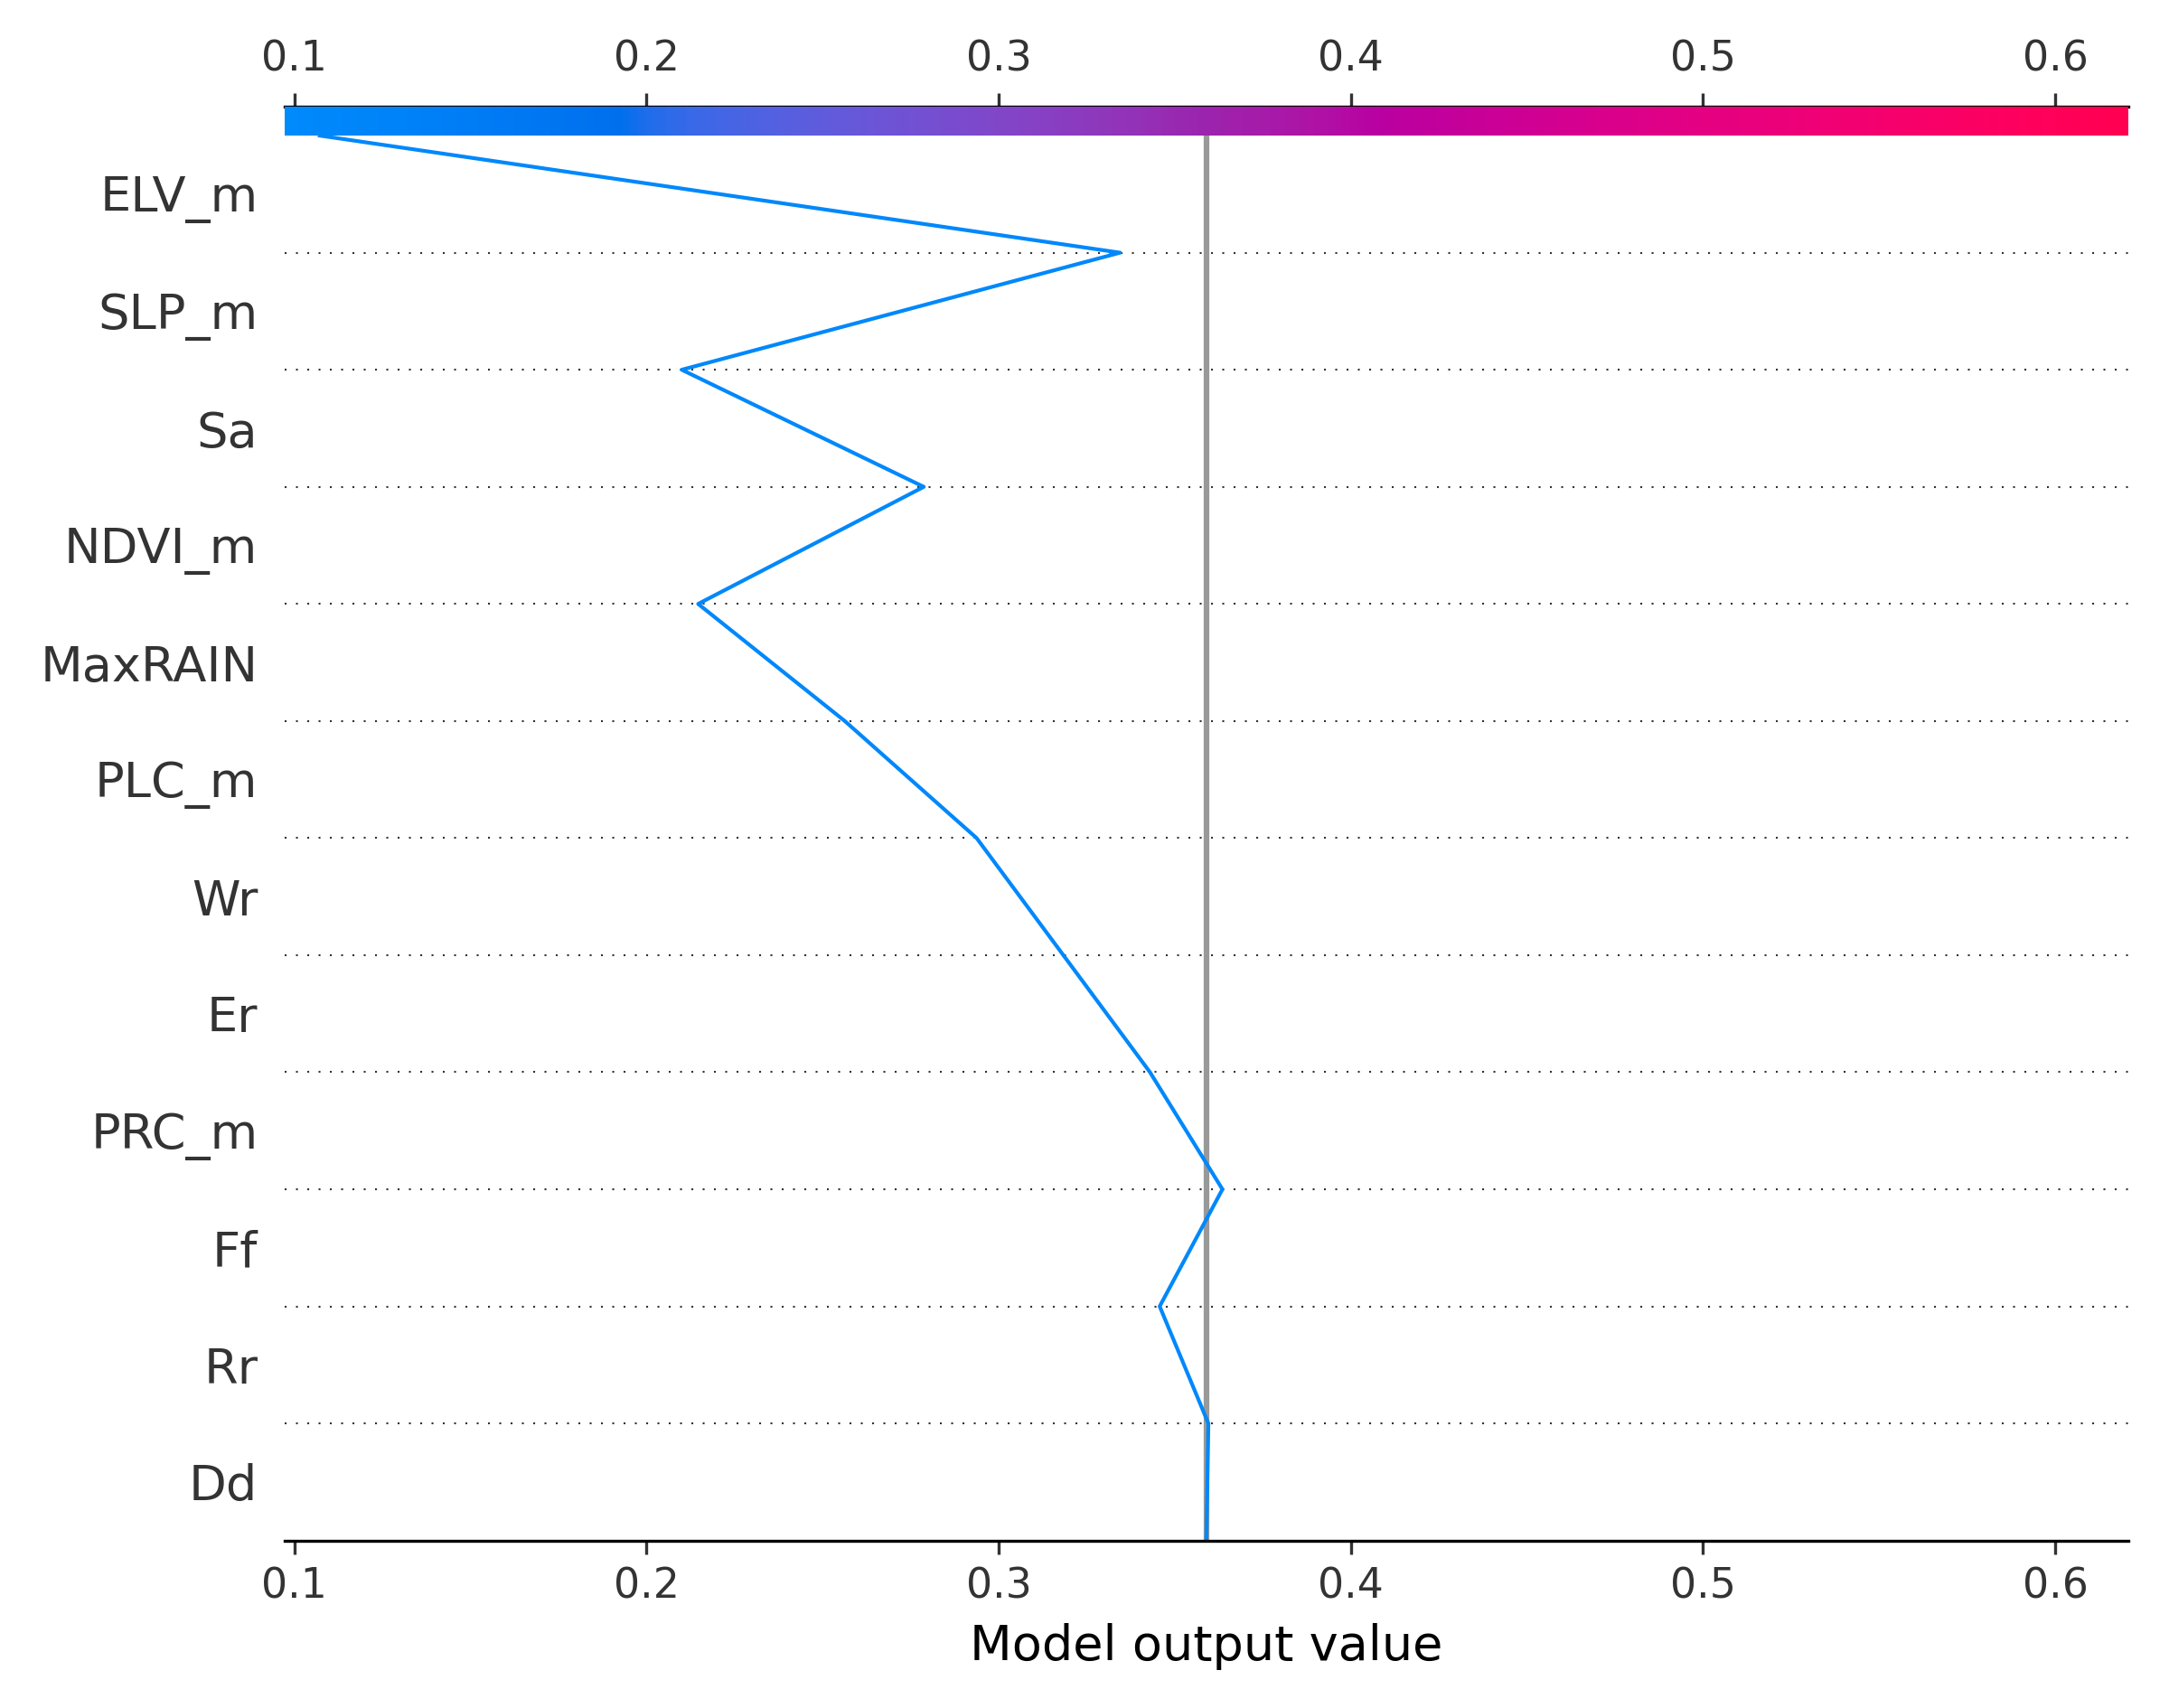 0.1 0.2 0.3 0.4 0.5 0.6
ELV_m
SLP_m
Sa
NDVI_m
MaxRAIN
PLC_m
Wr
Er
PRC_m
Ff
Rr
Dd
0.1 0.2 0.3 0.4 0.5 0.6
Model output value